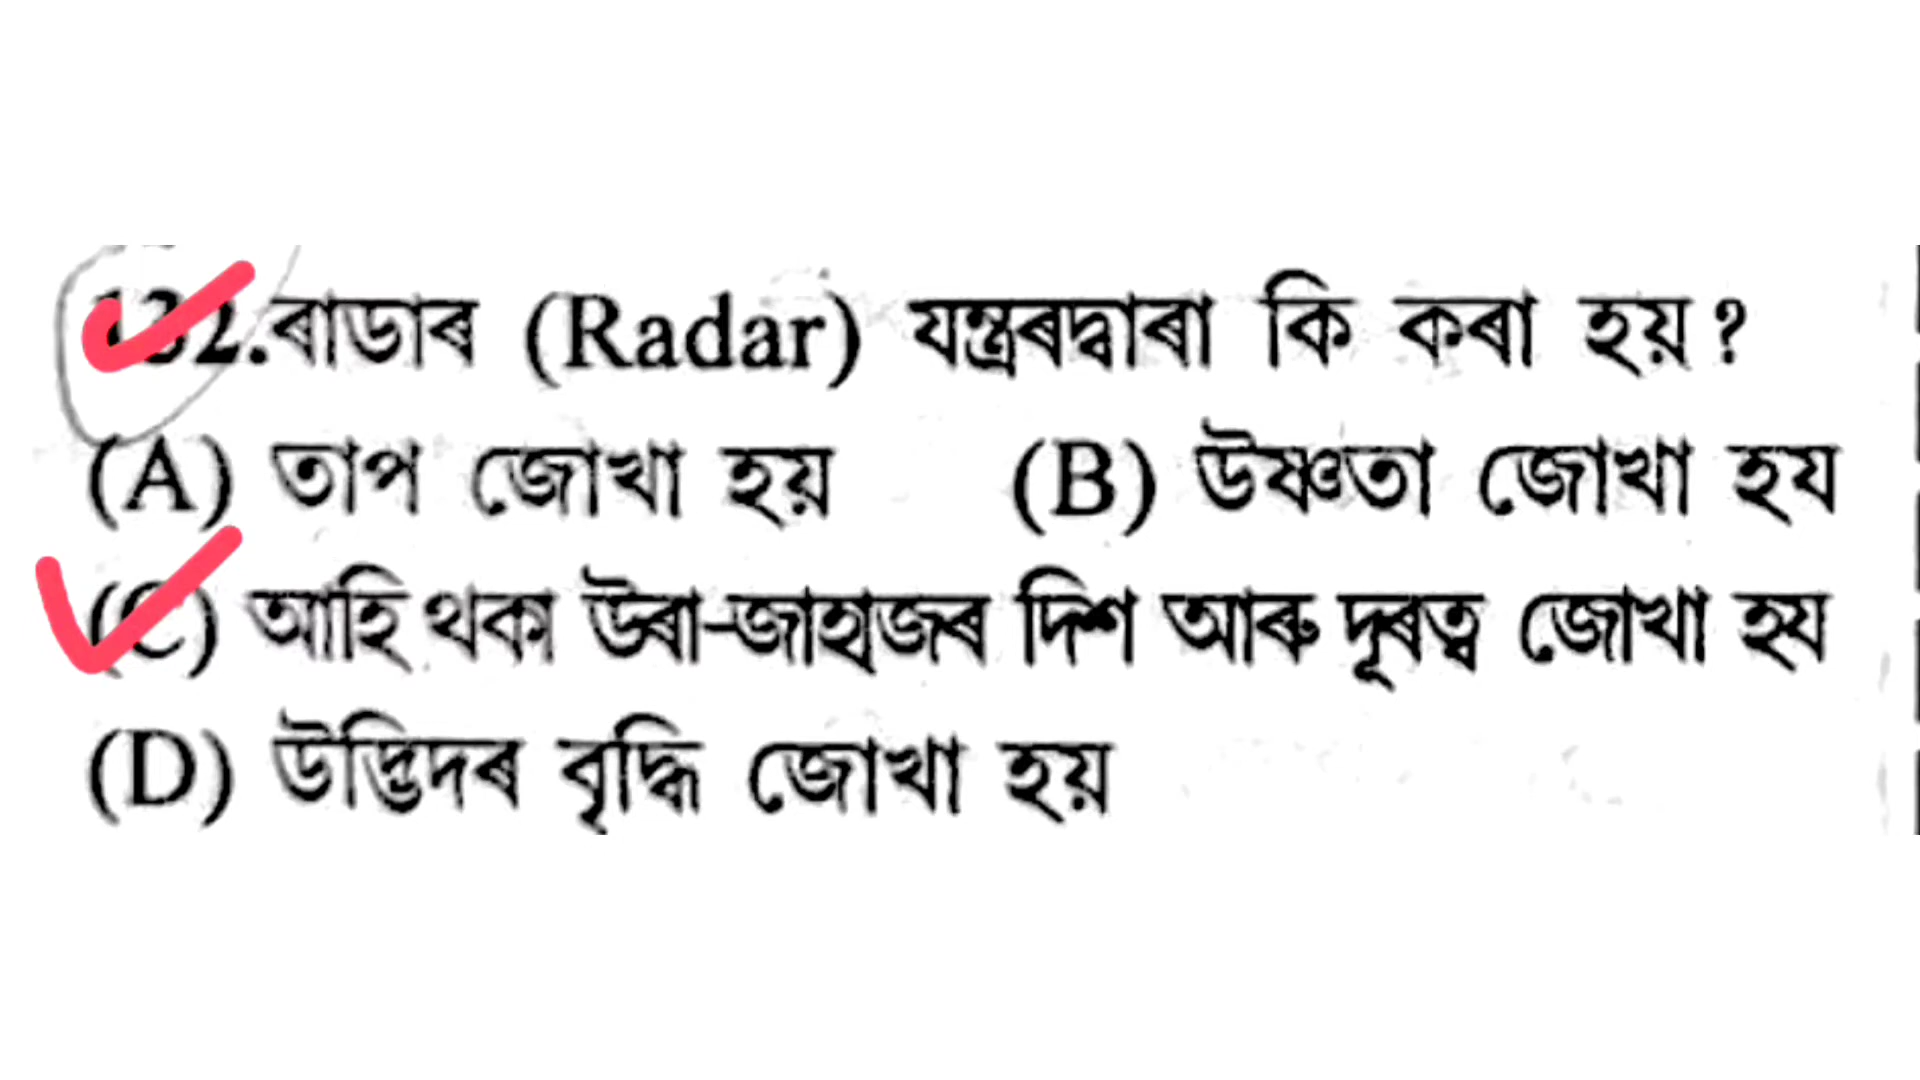 132.ৰাডাৰ (Radar) যন্ত্ৰৰদ্বাৰা কি কৰা হয়?
(A) তাপ জোখা হয় (B) উষ্ণতা জোখা হয
(C) আহি থকা উৰা-জাহাজৰ দিশ আৰু দূৰত্ব জোখা হয
(D) উদ্ভিদৰ বৃদ্ধি জোখা হয়